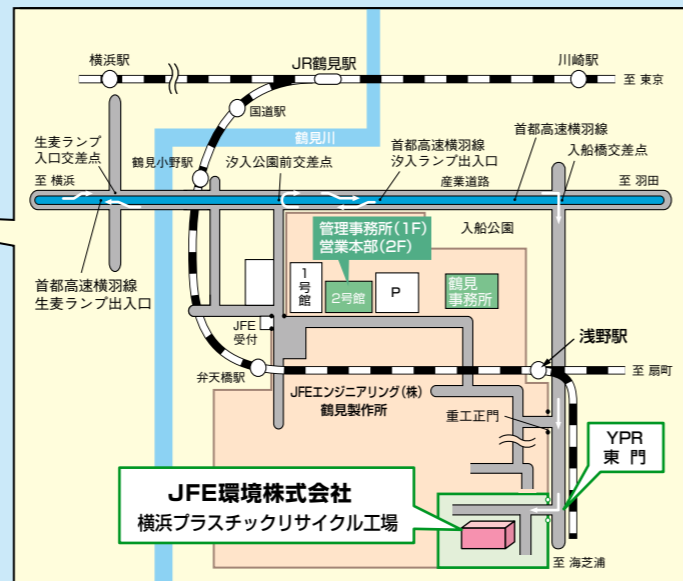 横浜駅
JR鶴見駅
川崎駅
至 東京
国道駅
鶴見川
生麦ランプ
入口交差点
鶴見小野駅
汐入公園前交差点
首都高速横羽線
汐入ランプ出入口
首都高速横羽線
入船橋交差点
至 横浜
産業道路
至 羽田
首都高速横羽線
生麦ランプ出入口
管理事務所(1F)
営業本部(2F)
入船公園
1号館
2号館
P
鶴見
事務所
JFE
受付
浅野駅
弁天橋駅
至 扇町
JFEエンジニアリング(株)
鶴見製作所
重工正門
YPR
東 門
JFE環境株式会社
横浜プラスチックリサイクル工場
至 海芝浦